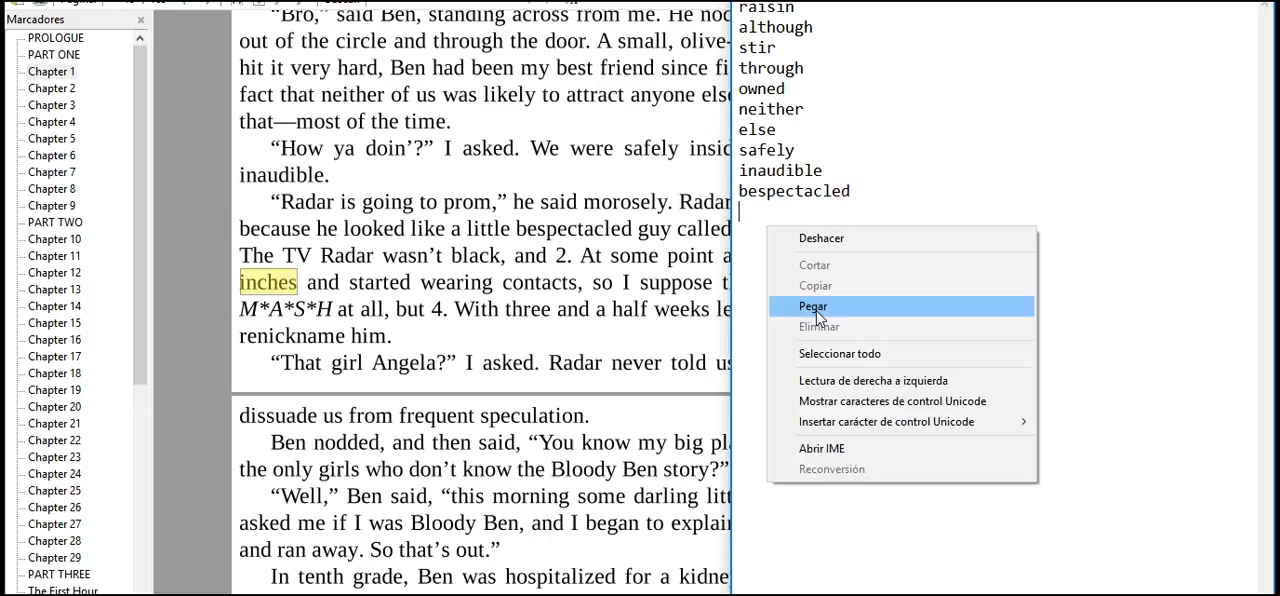 Marcadores
PROLOGUE
PART ONE
Chapter 1
Chapter 2
Chapter 3
Chapter 4
Chapter 5
Chapter 6
Chapter 7
Chapter 8
Chapter 9
PART TWO
Chapter 10
Chapter 11
Chapter 12
Chapter 13
Chapter 14
Chapter 15
Chapter 16
Chapter 17
Chapter 18
Chapter 19
Chapter 20
Chapter 21
Chapter 22
Chapter 23
Chapter 24
Chapter 25
Chapter 26
Chapter 27
Chapter 28
Chapter 29
PART THREE
The First Hour
“Bro,” said Ben, standing across from me. He nod
out of the circle and through the door. A small, olive-
hit it very hard, Ben had been my best friend since fi
fact that neither of us was likely to attract anyone else
that—most of the time.
“How ya doin’?” I asked. We were safely insid
inaudible.
“Radar is going to prom,” he said morosely. Radar
because he looked like a little bespectacled guy called
The TV Radar wasn’t black, and 2. At some point a
inches and started wearing contacts, so I suppose t
M*A*S*H at all, but 4. With three and a half weeks le
renickname him.
“That girl Angela?” I asked. Radar never told us
dissuade us from frequent speculation.
Ben nodded, and then said, “You know my big pl
the only girls who don’t know the Bloody Ben story?”
“Well,” Ben said, “this morning some darling litt
asked me if I was Bloody Ben, and I began to explai
and ran away. So that’s out.”
In tenth grade, Ben was hospitalized for a kidne
raisin
although
stir
through
owned
neither
else
safely
inaudible
bespectacled
Deshacer
Cortar
Copiar
Pegar
Eliminar
Seleccionar todo
Lectura de derecha a izquierda
Mostrar caracteres de control Unicode
Insertar carácter de control Unicode
Abrir IME
Reconversión